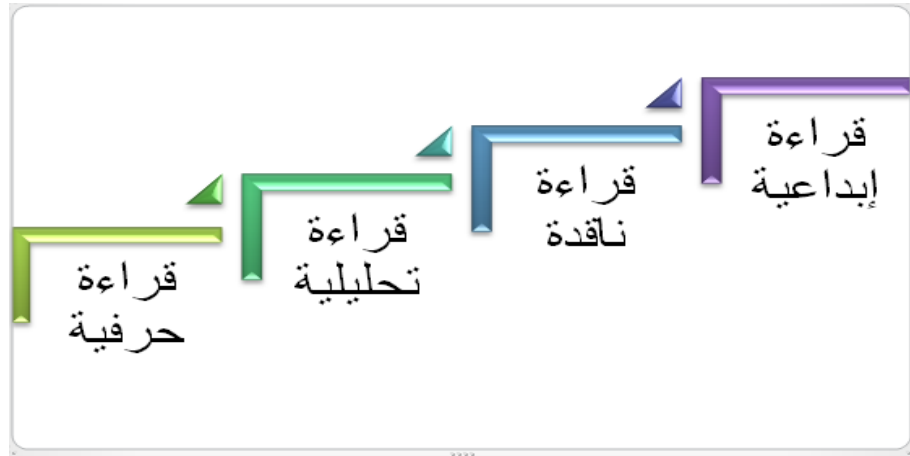 قراءة
حرفية
قراءة
تحليلية
قراءة
ناقدة
قراءة
إبداعية